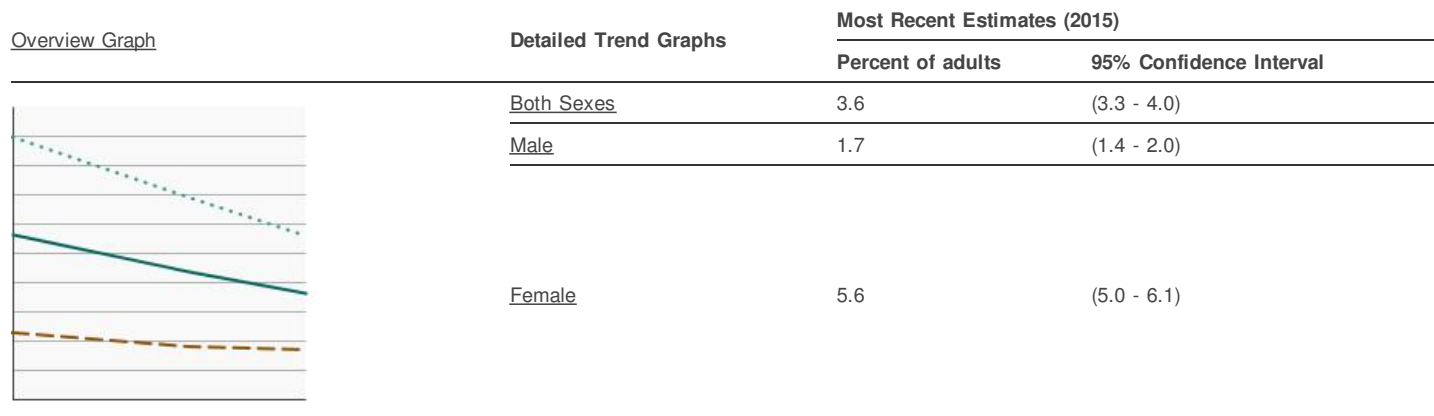 Most Recent Estimates (2015)
Overview Graph Detailed Trend Graphs
Percent of adults 95% Confidence Interval
Both Sexes 3.6 (3.3 - 4.0)
Male 1.7 (1.4 - 2.0)
Female 5.6 (5.0 - 6.1)